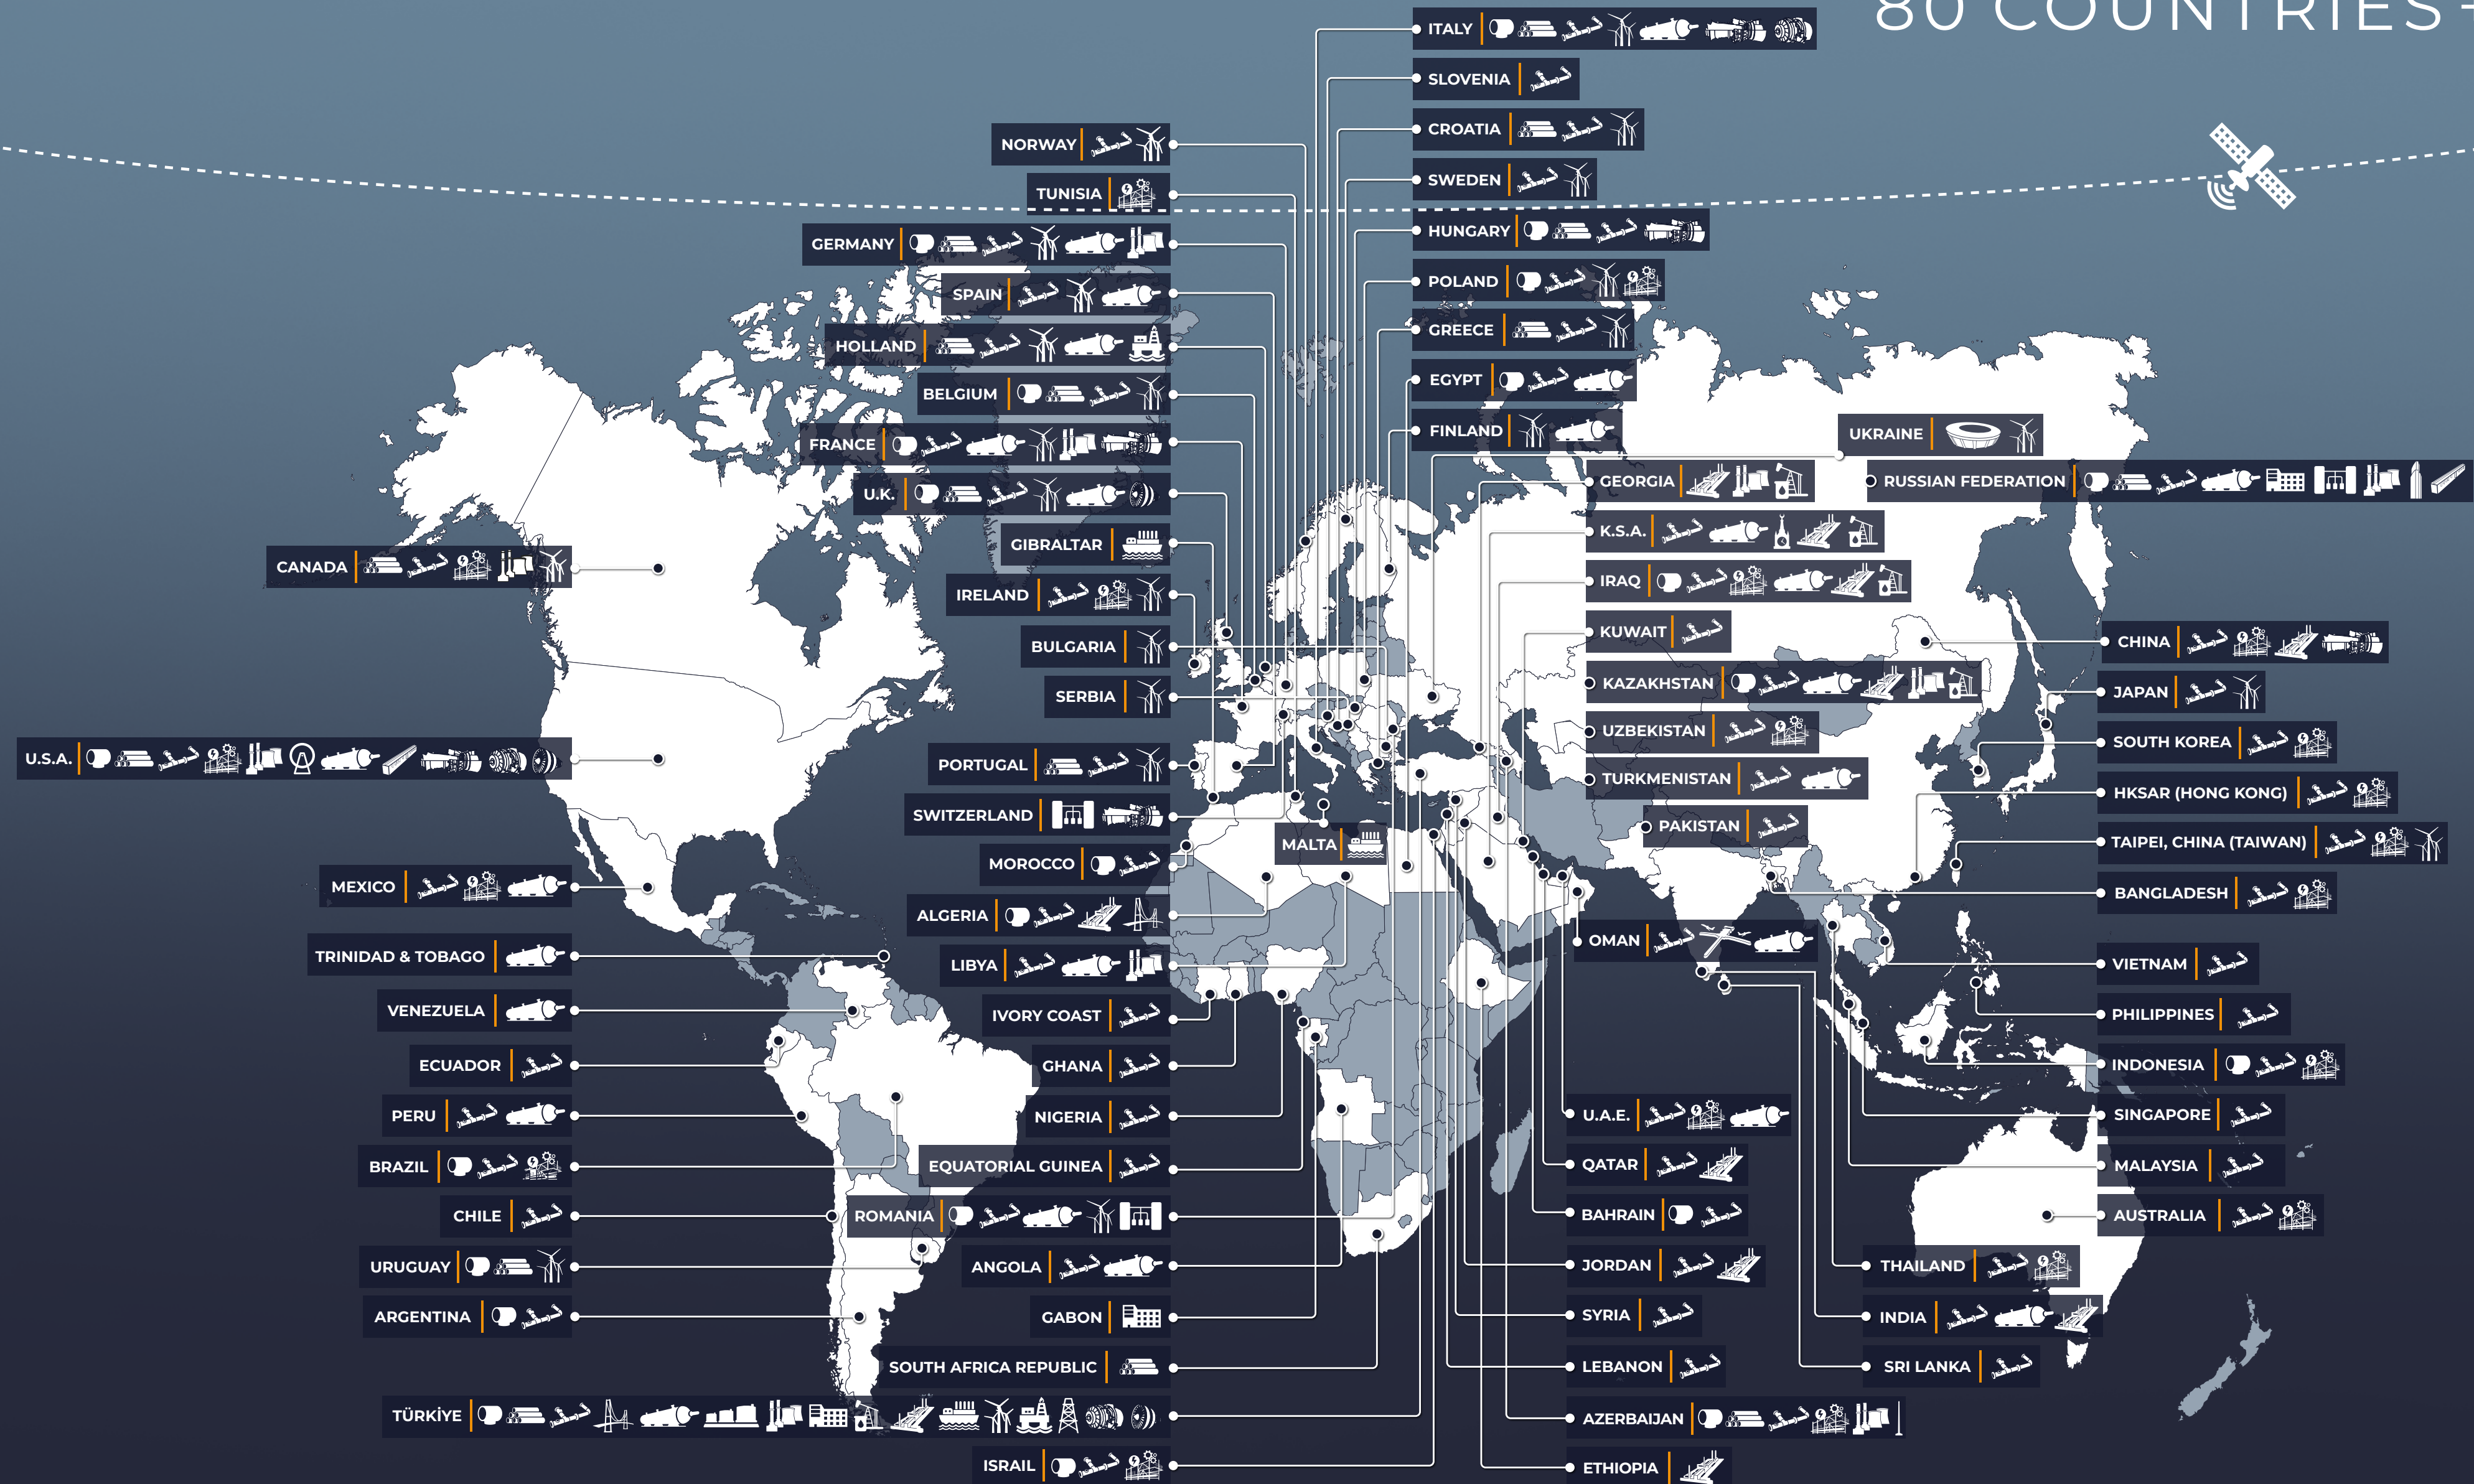 80 COUNTRIES+
ITALY
SLOVENIA
CROATIA
SWEDEN
HUNGARY
POLAND
GREECE
EGYPT
FINLAND
NORWAY
TUNISIA
GERMANY
SPAIN
HOLLAND
BELGIUM
FRANCE
U.K.
GIBRALTAR
IRELAND
BULGARIA
SERBIA
PORTUGAL
SWITZERLAND
MOROCCO
ALGERIA
LIBYA
IVORY COAST
GHANA
NIGERIA
EQUATORIAL GUINEA
ROMANIA
ANGOLA
GABON
SOUTH AFRICA REPUBLIC
TÜRKİYE
ISRAIL
MALTA
CANADA
U.S.A.
MEXICO
TRINIDAD & TOBAGO
VENEZUELA
ECUADOR
PERU
BRAZIL
CHILE
URUGUAY
ARGENTINA
UKRAINE
RUSSIAN FEDERATION
GEORGIA
K.S.A.
IRAQ
KUWAIT
KAZAKHSTAN
UZBEKISTAN
TURKMENISTAN
PAKISTAN
OMAN
U.A.E.
QATAR
BAHRAIN
JORDAN
SYRIA
LEBANON
AZERBAIJAN
ETHIOPIA
CHINA
JAPAN
SOUTH KOREA
HKSAR (HONG KONG)
TAIPEI, CHINA (TAIWAN)
BANGLADESH
VIETNAM
PHILIPPINES
INDONESIA
SINGAPORE
MALAYSIA
AUSTRALIA
THAILAND
INDIA
SRI LANKA